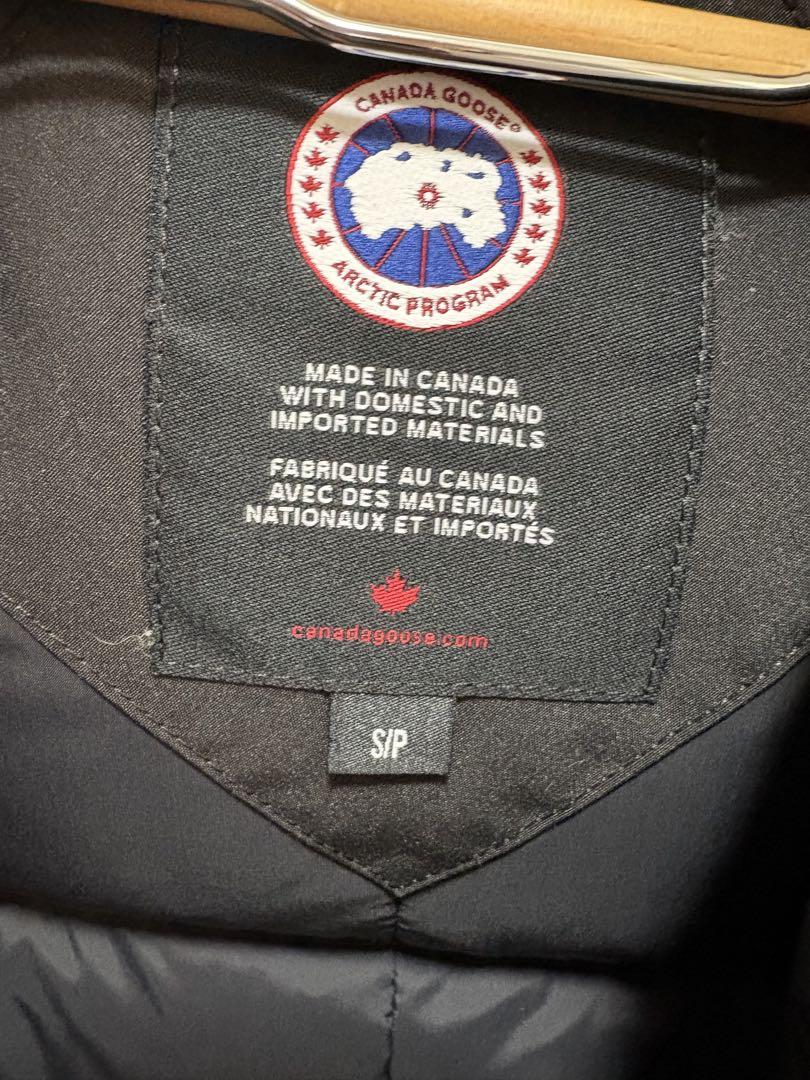 CANADA GOOSE®
ARCTIC PROGRAM
MADE IN CANADA
WITH DOMESTIC AND
IMPORTED MATERIALS
FABRIQUÉ AU CANADA
AVEC DES MATERIAUX
NATIONAUX ET IMPORTÉS
canadagoose.com
S/P